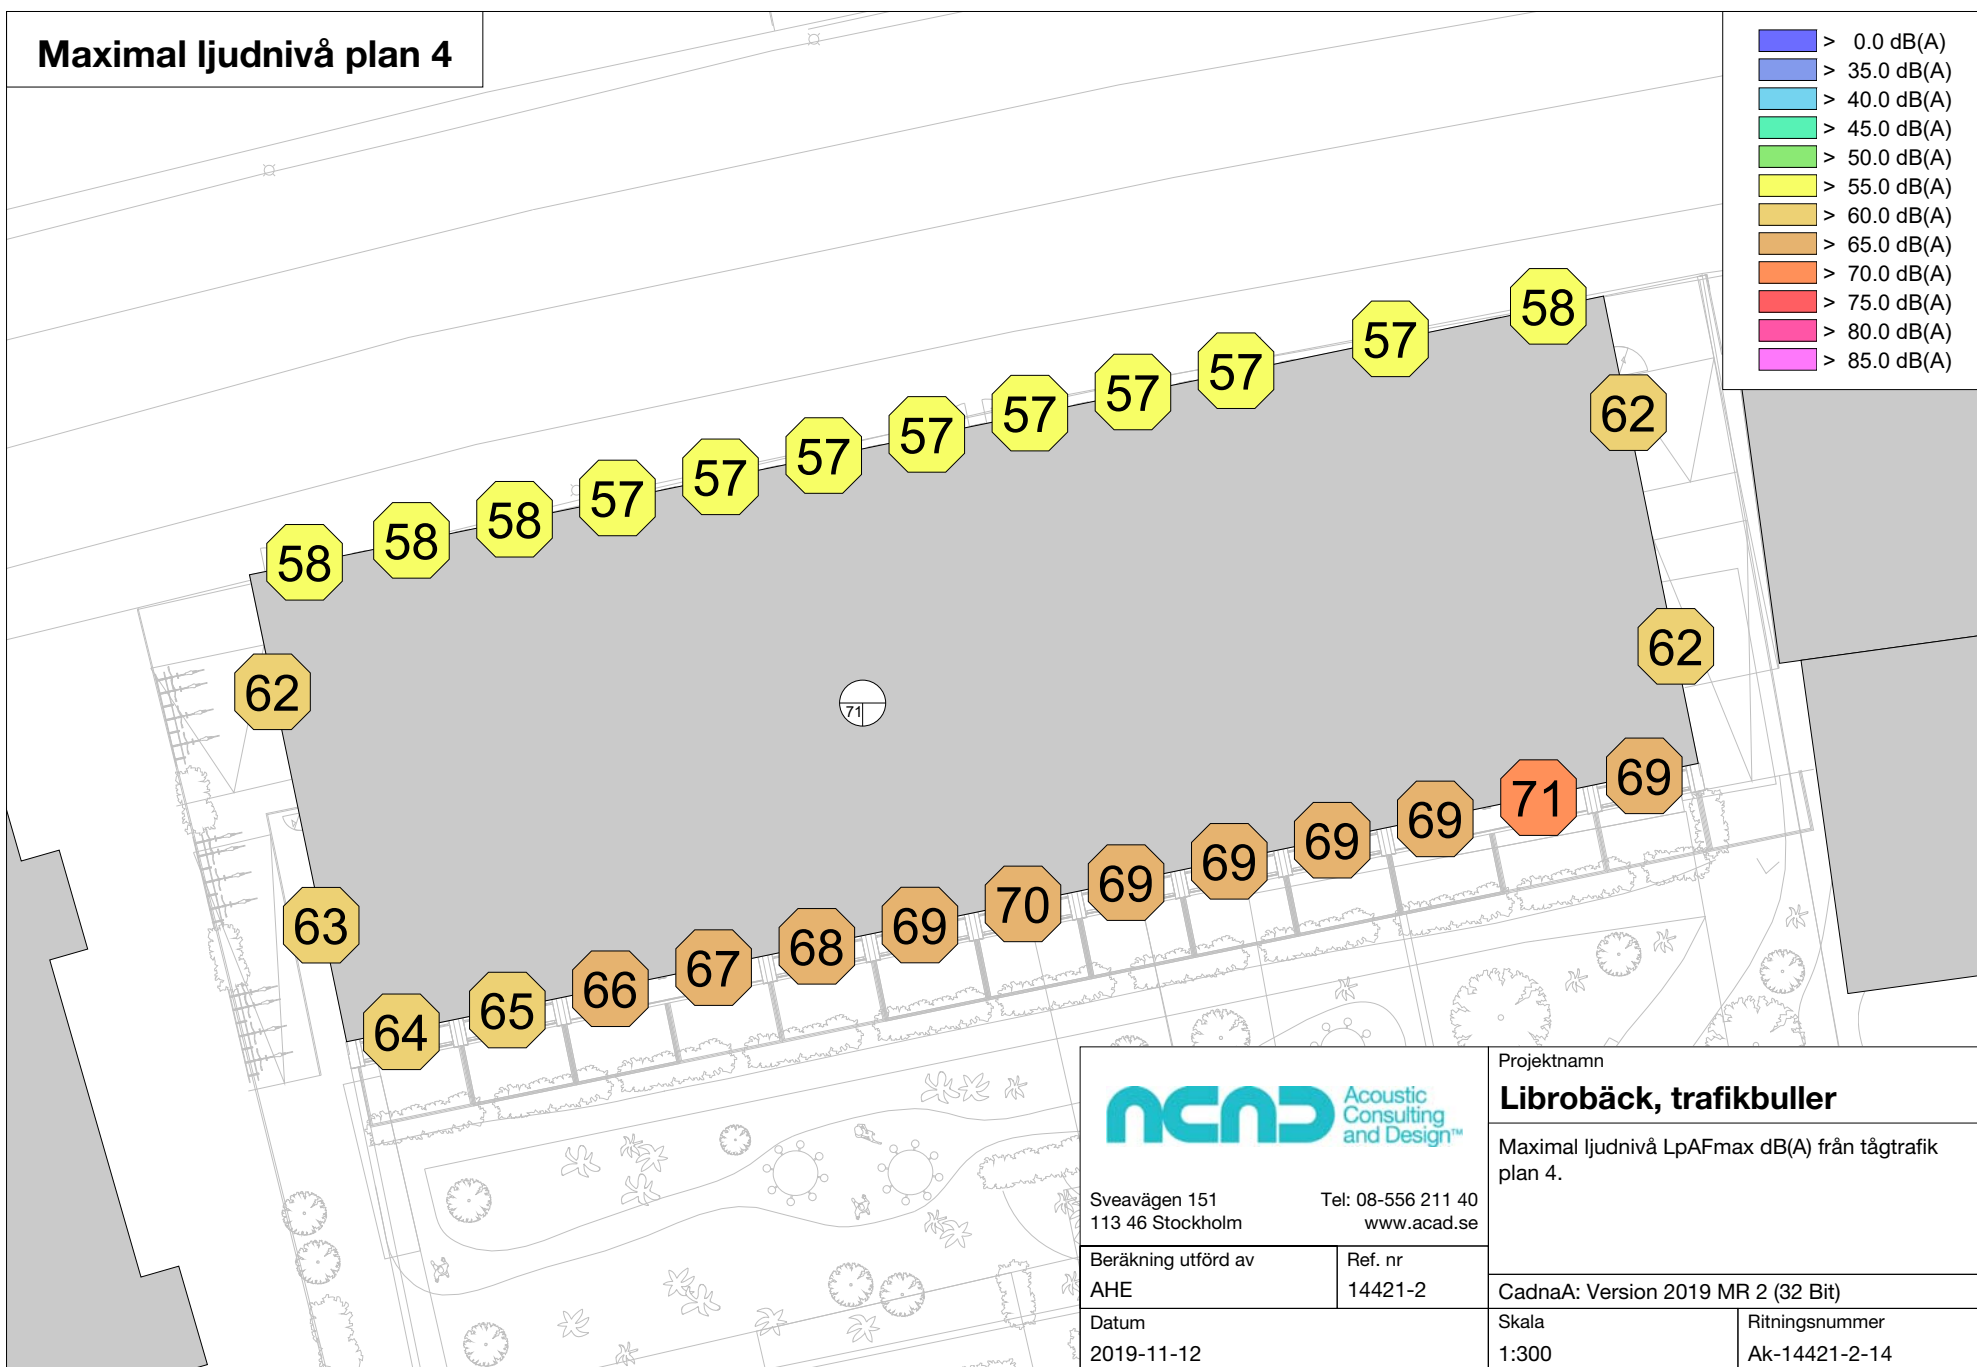 Maximal ljudnivå plan 4
> 0.0 dB(A)
> 35.0 dB(A)
> 40.0 dB(A)
> 45.0 dB(A)
> 50.0 dB(A)
> 55.0 dB(A)
> 60.0 dB(A)
> 65.0 dB(A)
> 70.0 dB(A)
> 75.0 dB(A)
> 80.0 dB(A)
> 85.0 dB(A)
58
58
58
57
57
57
57
57
57
57
57
58
62
62
62
63
71
64
65
66
67
68
69
70
69
69
69
69
71
69
acad
Acoustic
Consulting
and Design™
Sveavägen 151
113 46 Stockholm
Tel: 08-556 211 40
www.acad.se
Projektnamn
Librobäck, trafikbuller
Maximal ljudnivå LpAFmax dB(A) från tågtrafik
plan 4.
Beräkning utförd av
AHE
Ref. nr
14421-2
CadnaA: Version 2019 MR 2 (32 Bit)
Datum
2019-11-12
Skala
1:300
Ritningsnummer
Ak-14421-2-14